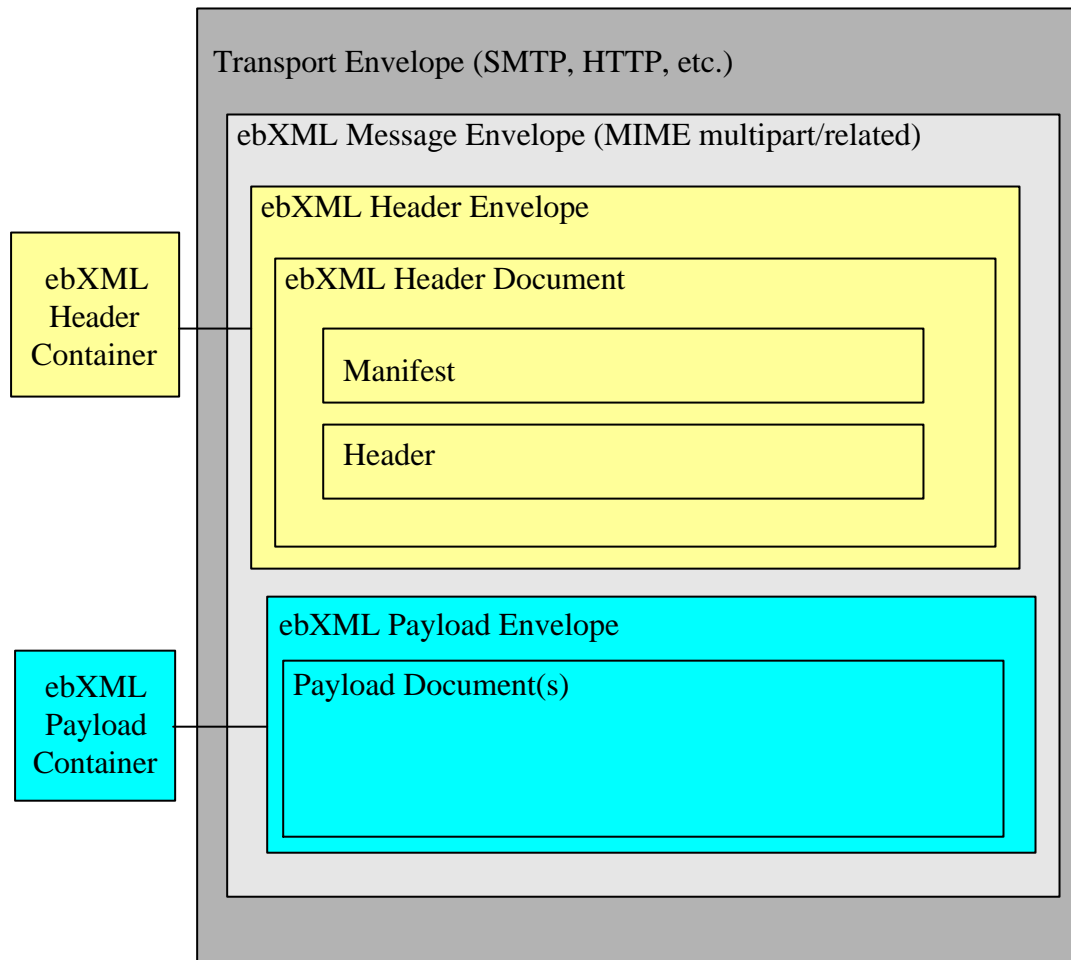 Transport Envelope (SMTP, HTTP, etc.)
ebXML Message Envelope (MIME multipart/related)
ebXML Header Envelope
ebXML Header Document
Manifest
Header
ebXML
Header
Container
ebXML Payload Envelope
Payload Document(s)
ebXML
Payload
Container